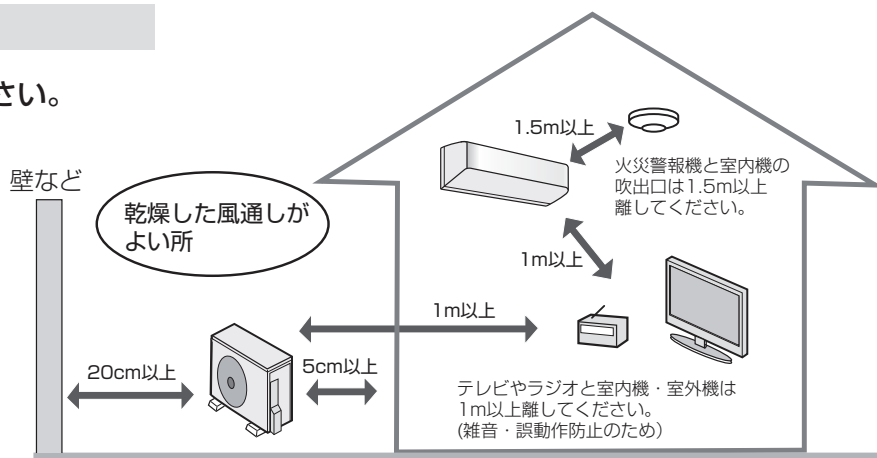 さい。
壁など
乾燥した風通しが
よい所
1.5m以上
火災警報機と室内機の
吹出口は1.5m以上
離してください。
1m以上
1m以上
20cm以上
5cm以上
テレビやラジオと室内機・室外機は
1m以上離してください。
(雑音・誤動作防止のため)